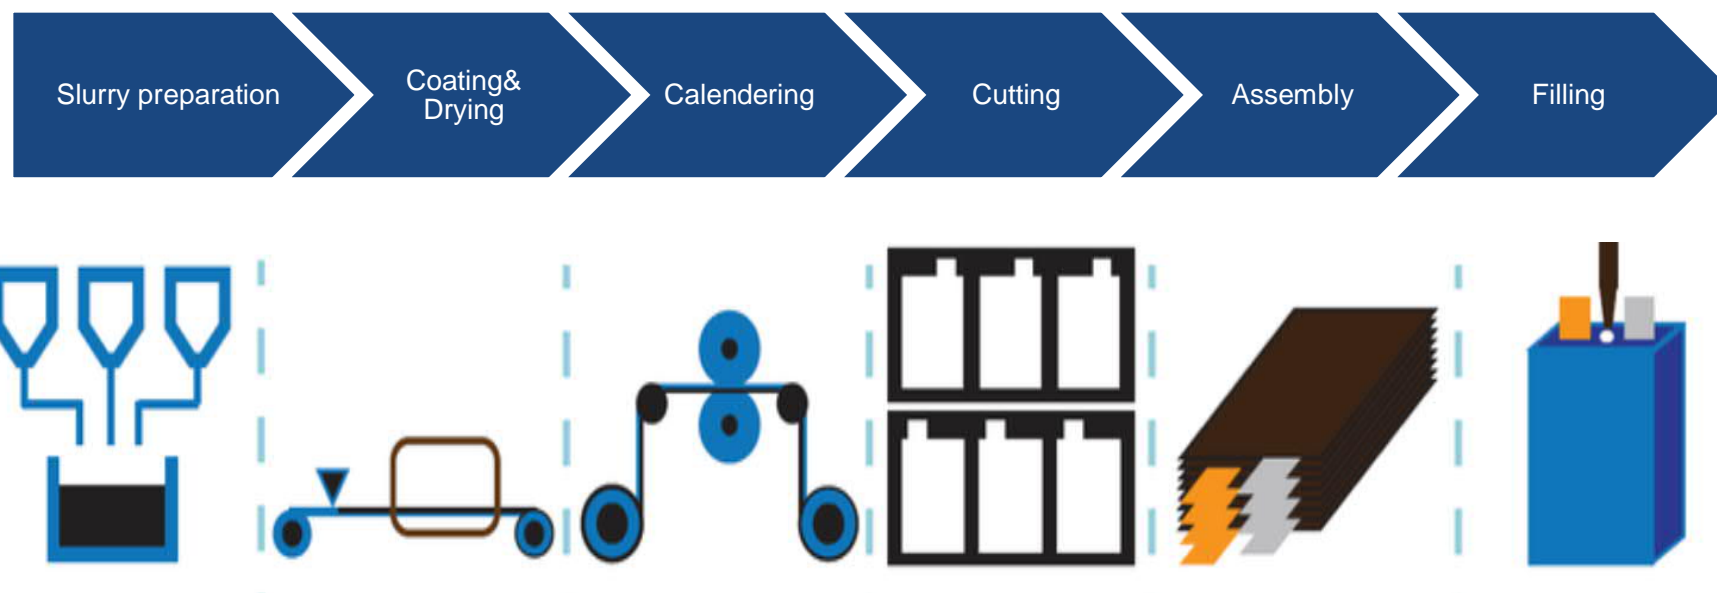 Slurry preparation
Coating&
Drying
Calendering
Cutting
Assembly
Filling